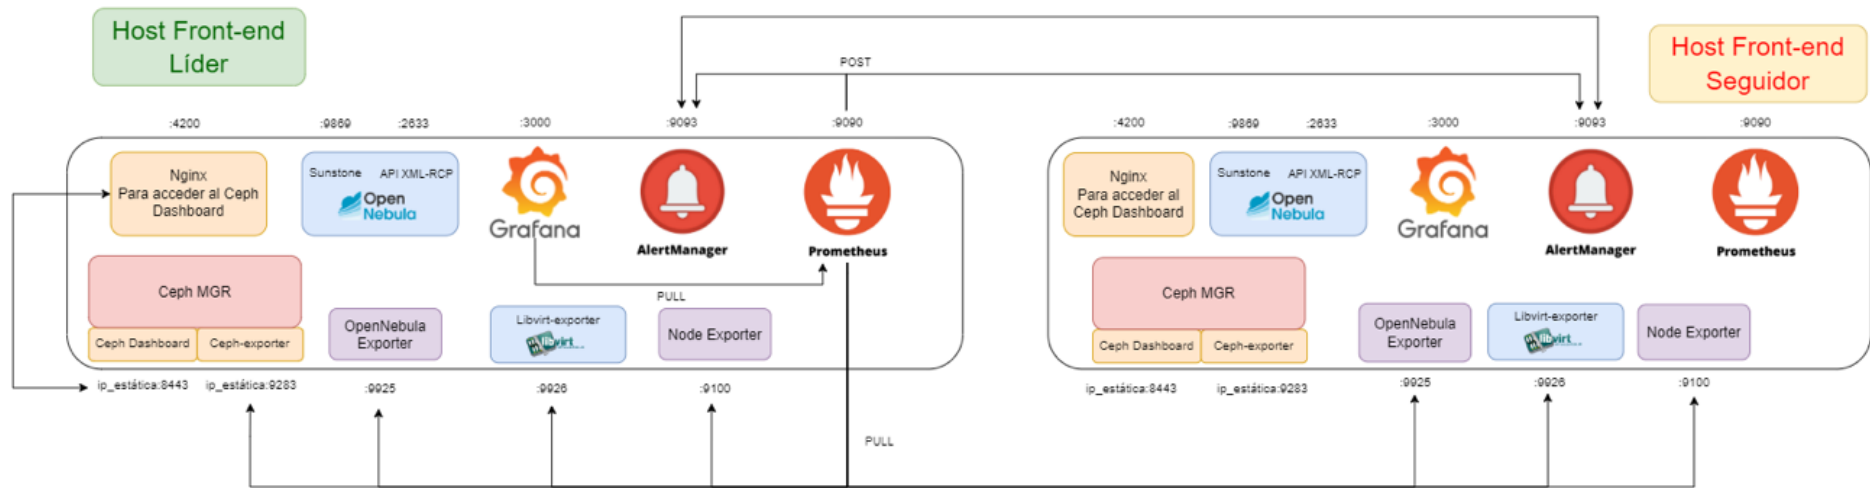 Host Front-end
Líder
POST
Host Front-end
Seguidor
:4200
:9869
:2633
:3000
:9093
:9090
:4200
:9869
:2633
:3000
:9093
:9090
Nginx
Para acceder al Ceph
Dashboard
Sunstone
API XML-RCP
Open
Nebula
Grafana
AlertManager
Prometheus
Nginx
Para acceder al
Ceph Dashboard
Sunstone
API XML-RCP
Open
Nebula
Grafana
AlertManager
Prometheus
Ceph MGR
PULL
Ceph Dashboard
Ceph-exporter
OpenNebula
Exporter
Libvirt-exporter
libvirt
Node Exporter
Ceph MGR
Ceph Dashboard
Ceph-exporter
OpenNebula
Exporter
Libvirt-exporter
libvirt
Node Exporter
ip_estática:8443
ip_estática:9283
:9925
:9926
:9100
ip_estática:8443
ip_estática:9283
:9925
:9926
:9100
PULL